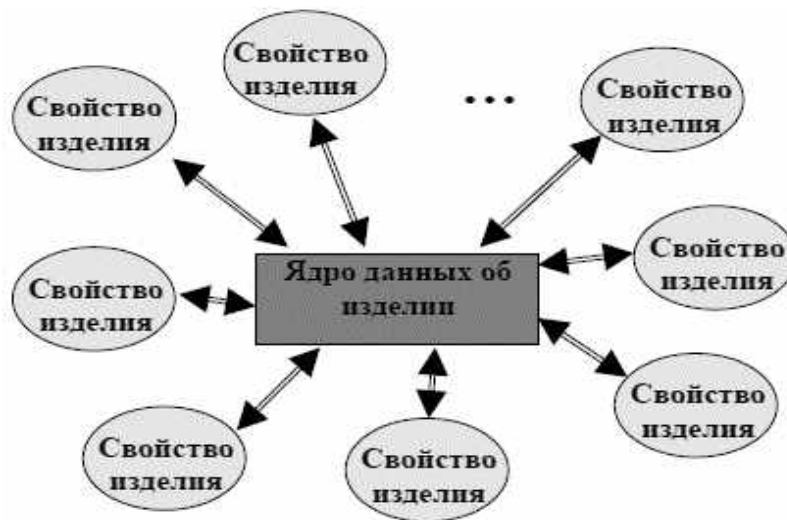 Свойство
изделия
Свойство
изделия
...
Свойство
изделия
Свойство
изделия
Ядро данных об
изделии
Свойство
изделия
Свойство
изделия
Свойство
изделия
Свойство
изделия
Свойство
изделия